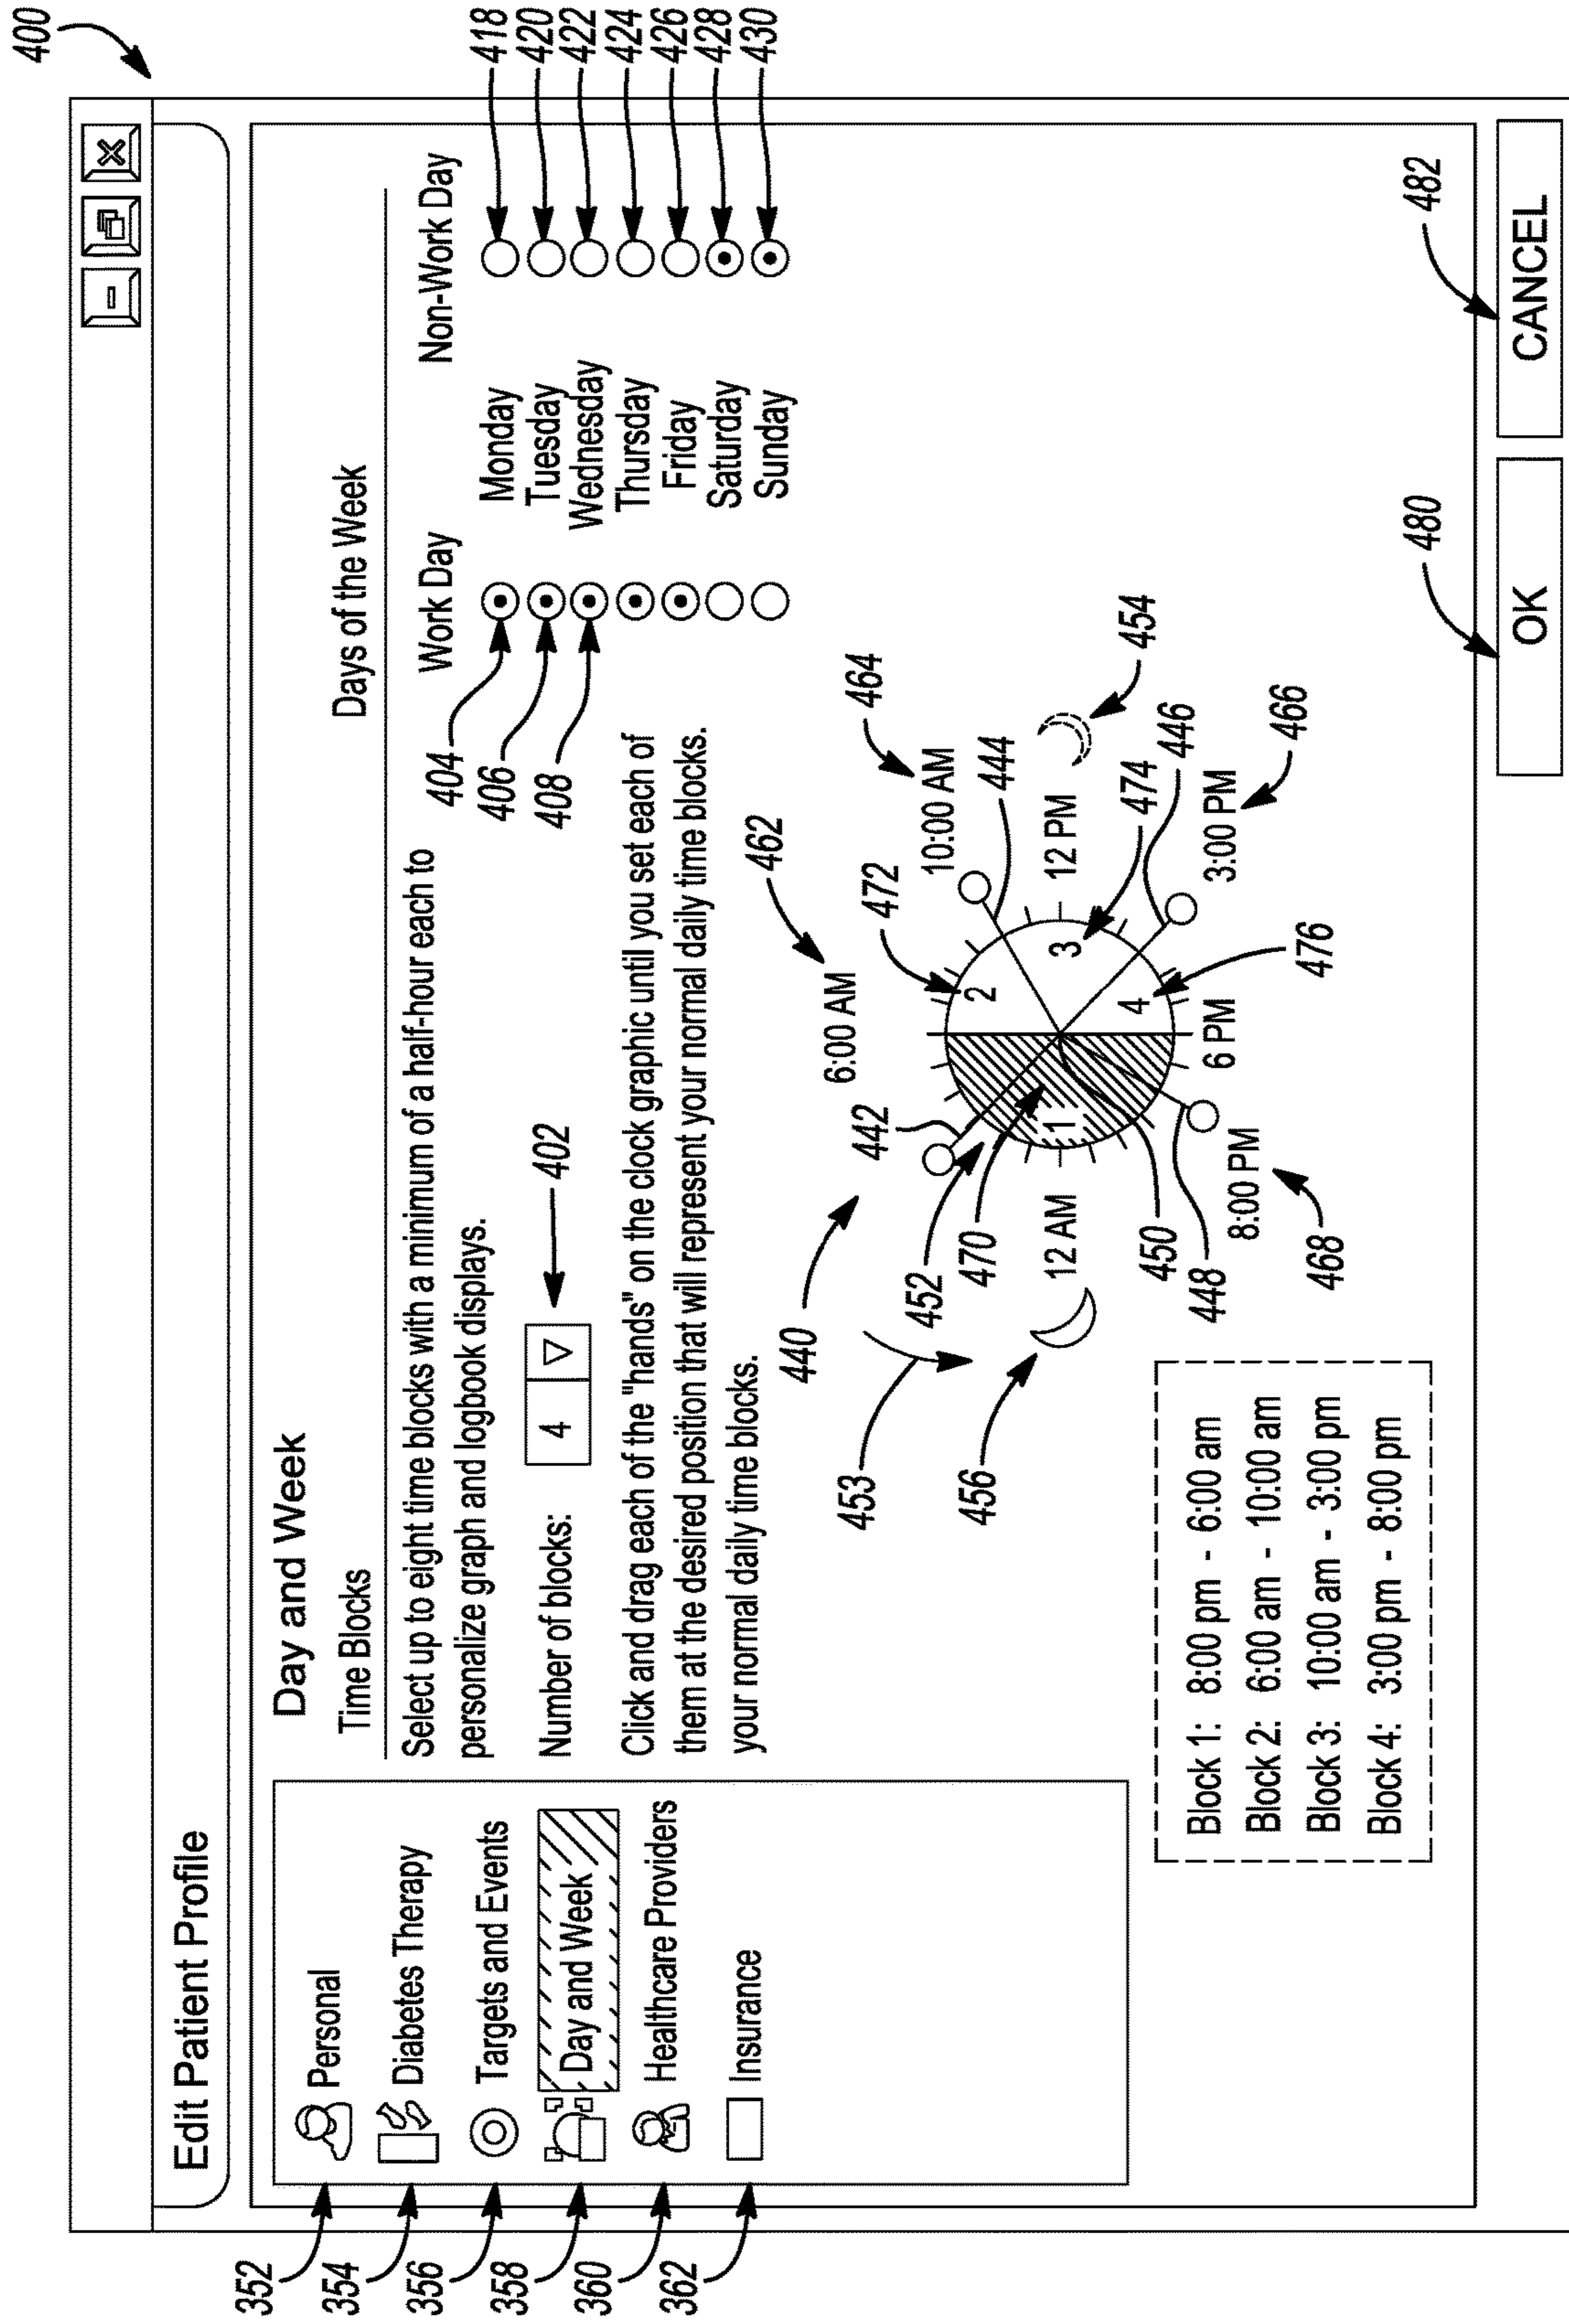 400
Edit Patient Profile
352
Personal
354
Diabetes Therapy
356
Targets and Events
358
Day and Week
360
Healthcare Providers
362
Insurance
Day and Week
Time Blocks
Select up to eight time blocks with a minimum of a half-hour each to
personalize graph and logbook displays.
Number of blocks:
4
402
Click and drag each of the "hands" on the clock graphic until you set each of
them at the desired position that will represent your normal daily time blocks.
your normal daily time blocks.
Days of the Week
Work Day
Non-Work Day
404
Monday
418
406
Tuesday
420
408
Wednesday
422
Thursday
424
Friday
426
Saturday
428
Sunday
430
440
453
456
442
452
470
12 AM
450
448
8:00 PM
468
6:00 AM
462
472
10:00 AM
464
444
12 PM
454
474
446
3:00 PM
466
476
6 PM
1
2
3
4
Block 1: 8:00 pm - 6:00 am
Block 2: 6:00 am - 10:00 am
Block 3: 10:00 am - 3:00 pm
Block 4: 3:00 pm - 8:00 pm
480
OK
482
CANCEL